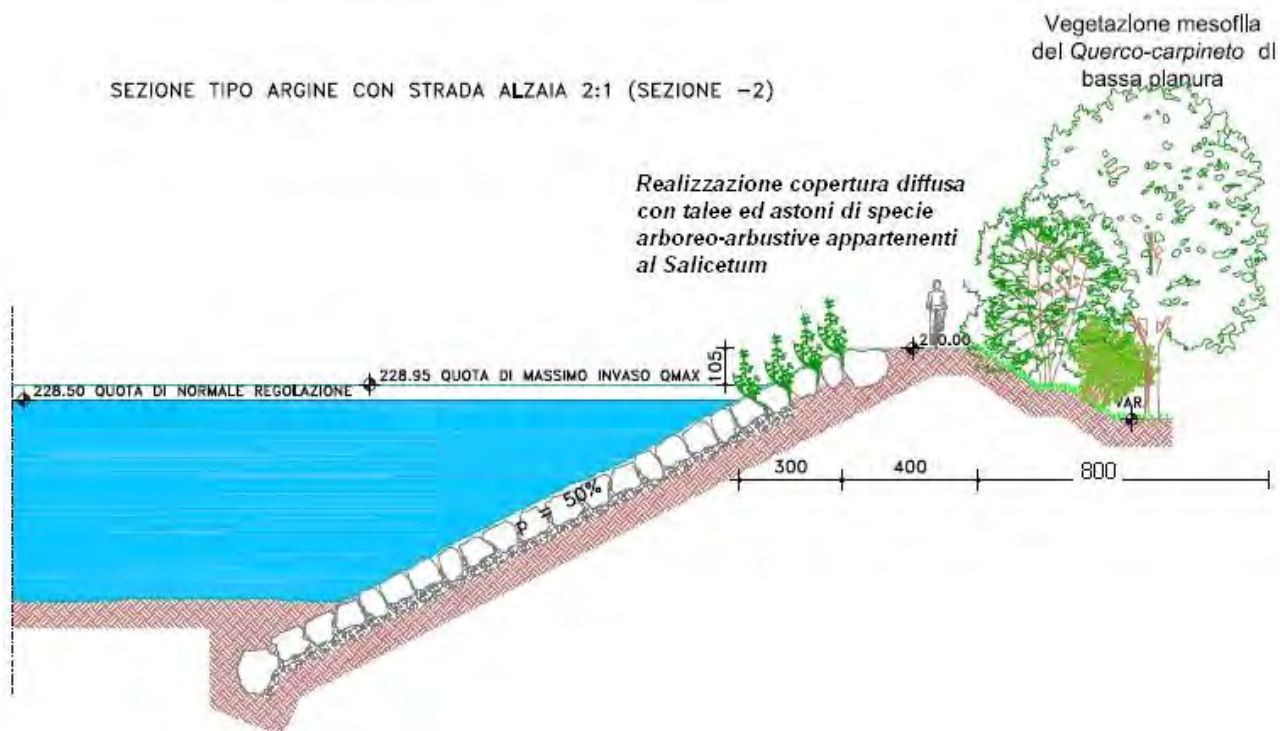 Vegetazione mesofila
del Querco-carpineto di
bassa planura
SEZIONE TIPO ARGINE CON STRADA ALZAIA 2:1 (SEZIONE -2)
Realizzazione copertura diffusa
con talee ed astoni di specie
arboreo-arbustive appartenenti
al Salicetum
105
228.95 QUOTA DI MASSIMO INVASO QMAX
228.50 QUOTA DI NORMALE REGOLAZIONE
VAR.
300
400
800
P = 50%